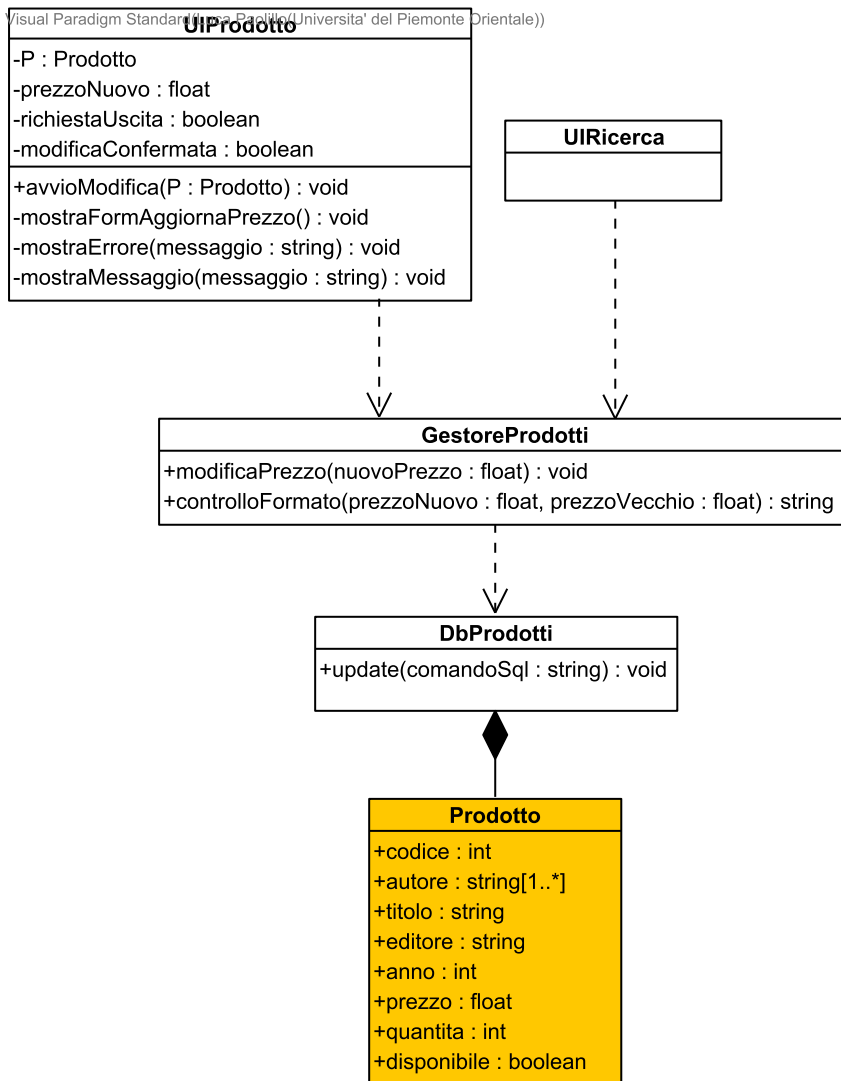 Visual Paradigm Standard(Luca Paolillo(Universita' del Piemonte Orientale))
UIProdotto
-P : Prodotto
-prezzoNuovo : float
-richiestaUscita : boolean
-modificaConfermata : boolean
+avvioModifica(P : Prodotto) : void
-mostraFormAggiornaPrezzo() : void
-mostraErrore(messaggio : string) : void
-mostraMessaggio(messaggio : string) : void
UIRicerca
GestoreProdotti
+modificaPrezzo(nuovoPrezzo : float) : void
+controlloFormato(prezzoNuovo : float, prezzoVecchio : float) : string
DbProdotti
+update(comandoSql : string) : void
Prodotto
+codice : int
+autore : string[1..*]
+titolo : string
+editore : string
+anno : int
+prezzo : float
+quantita : int
+disponibile : boolean